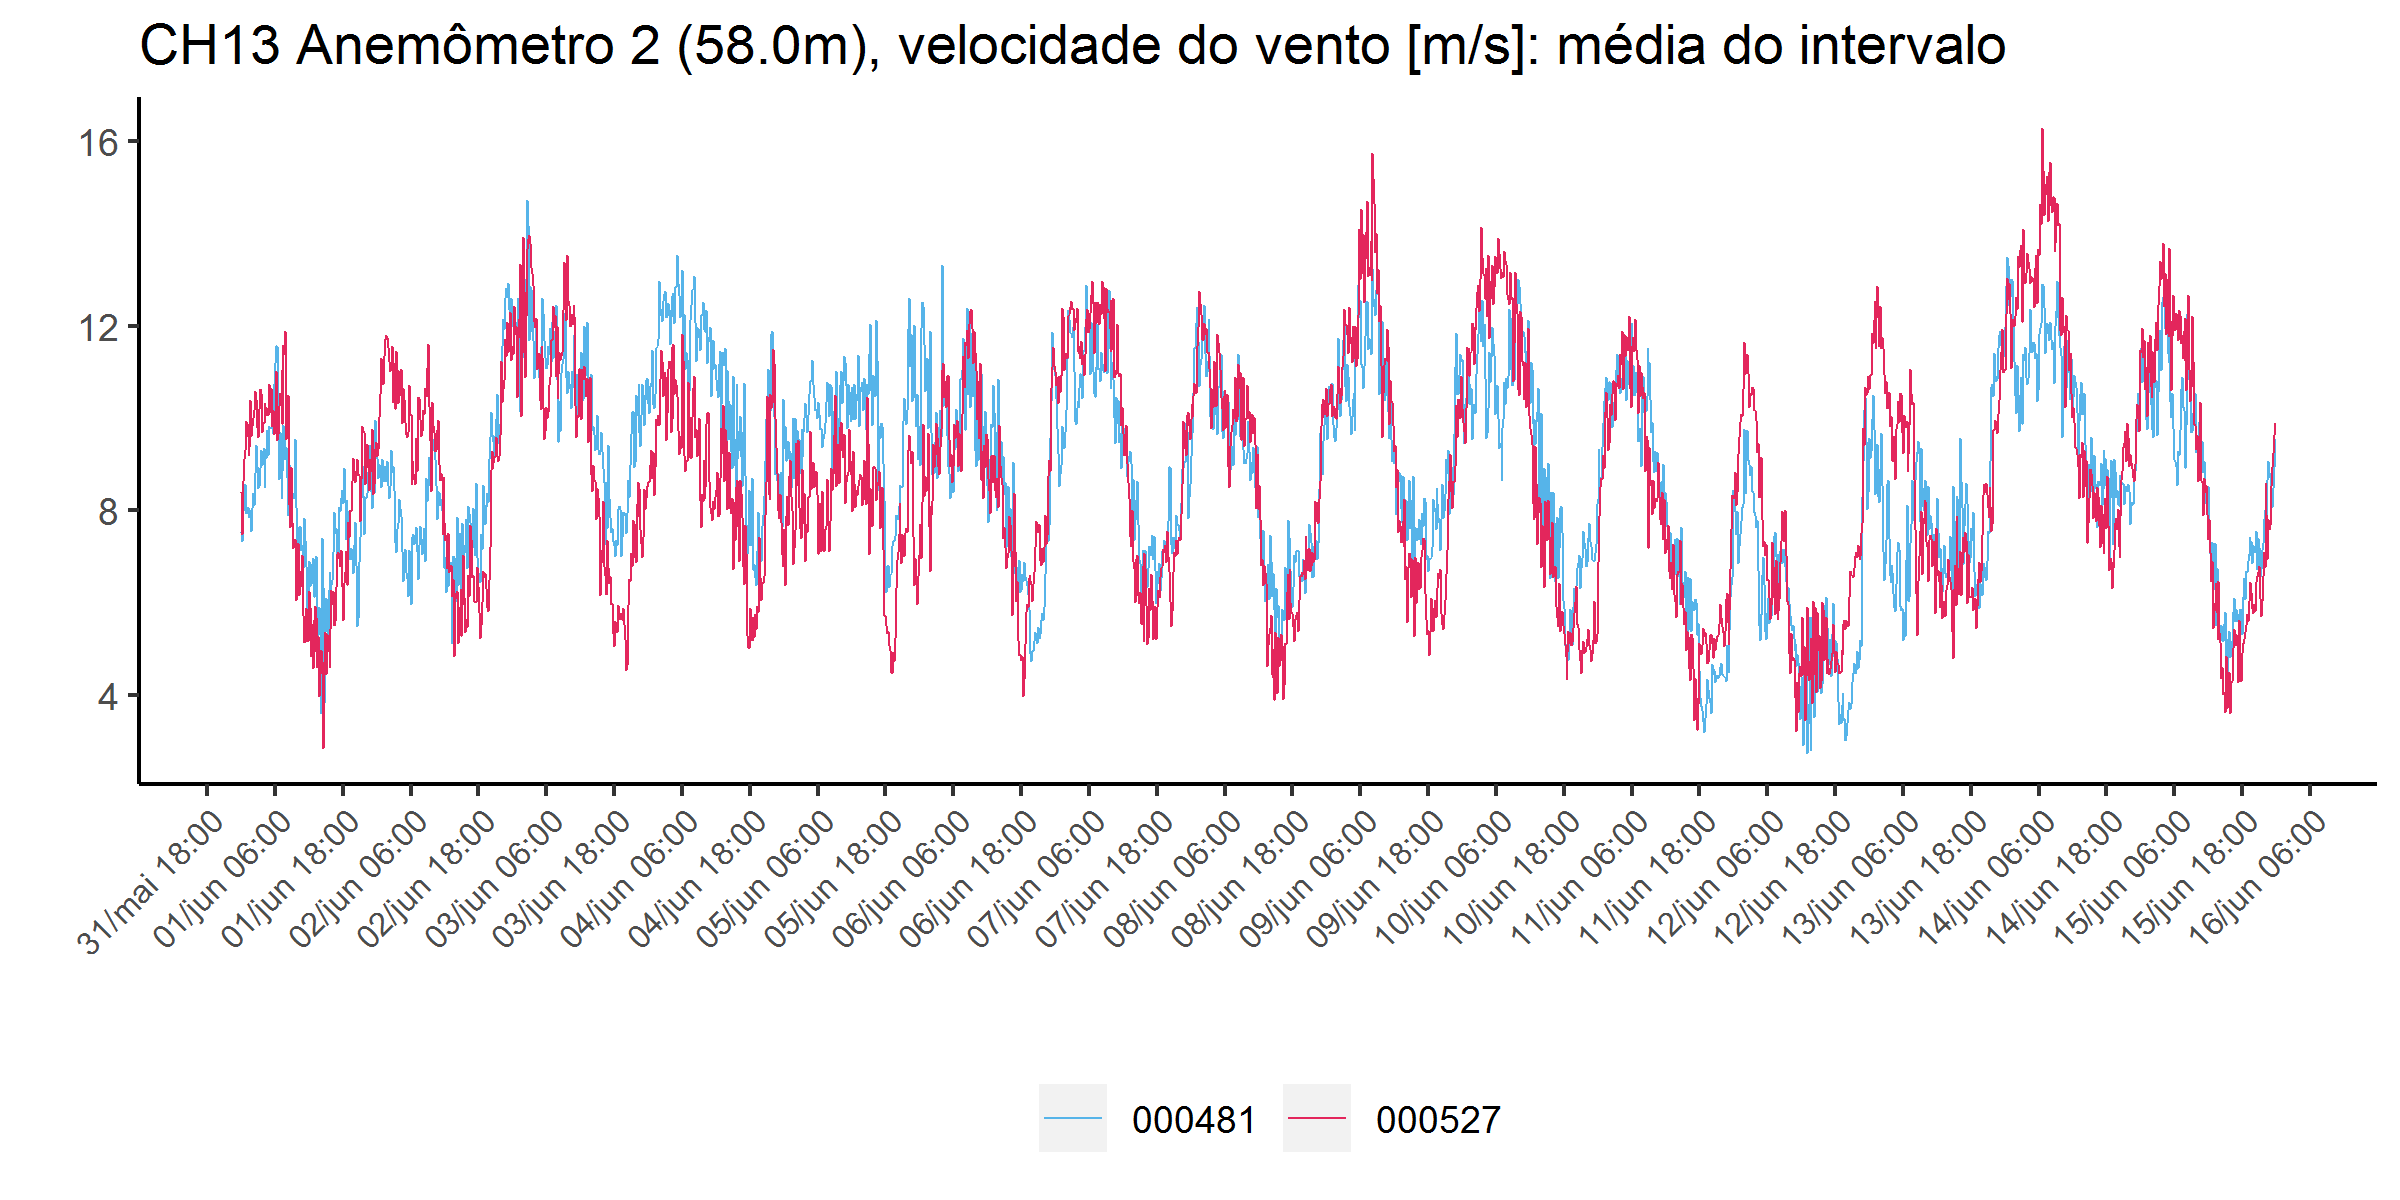 CH13 Anemômetro 2 (58.0m), velocidade do vento [m/s]: média do intervalo
16
12
8
4
31/mai 18:00
01/jun 06:00
01/jun 18:00
02/jun 06:00
02/jun 18:00
03/jun 06:00
03/jun 18:00
04/jun 06:00
04/jun 18:00
05/jun 06:00
05/jun 18:00
06/jun 06:00
06/jun 18:00
07/jun 06:00
07/jun 18:00
08/jun 06:00
08/jun 18:00
09/jun 06:00
09/jun 18:00
10/jun 06:00
10/jun 18:00
11/jun 06:00
11/jun 18:00
12/jun 06:00
12/jun 18:00
13/jun 06:00
13/jun 18:00
14/jun 06:00
14/jun 18:00
15/jun 06:00
15/jun 18:00
16/jun 06:00
000481
000527